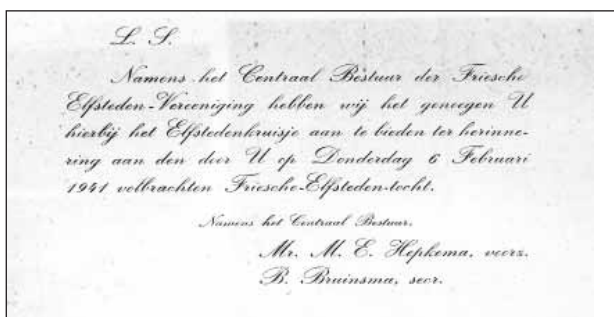 L. S.
Namens het Centraal Bestuur der Friesche
Elfsteden-Vereeniging hebben wij het genoegen U
hierbij het Elfstedenkruisje aan te bieden ter herinne-
ring aan den door U op Donderdag 6 Februari
1941 volbrachten Friesche-Elfsteden-tocht.
Namens het Centraal Bestuur,
Mr. M. E. Hepkema, voorz.
B. Bruinsma, secr.